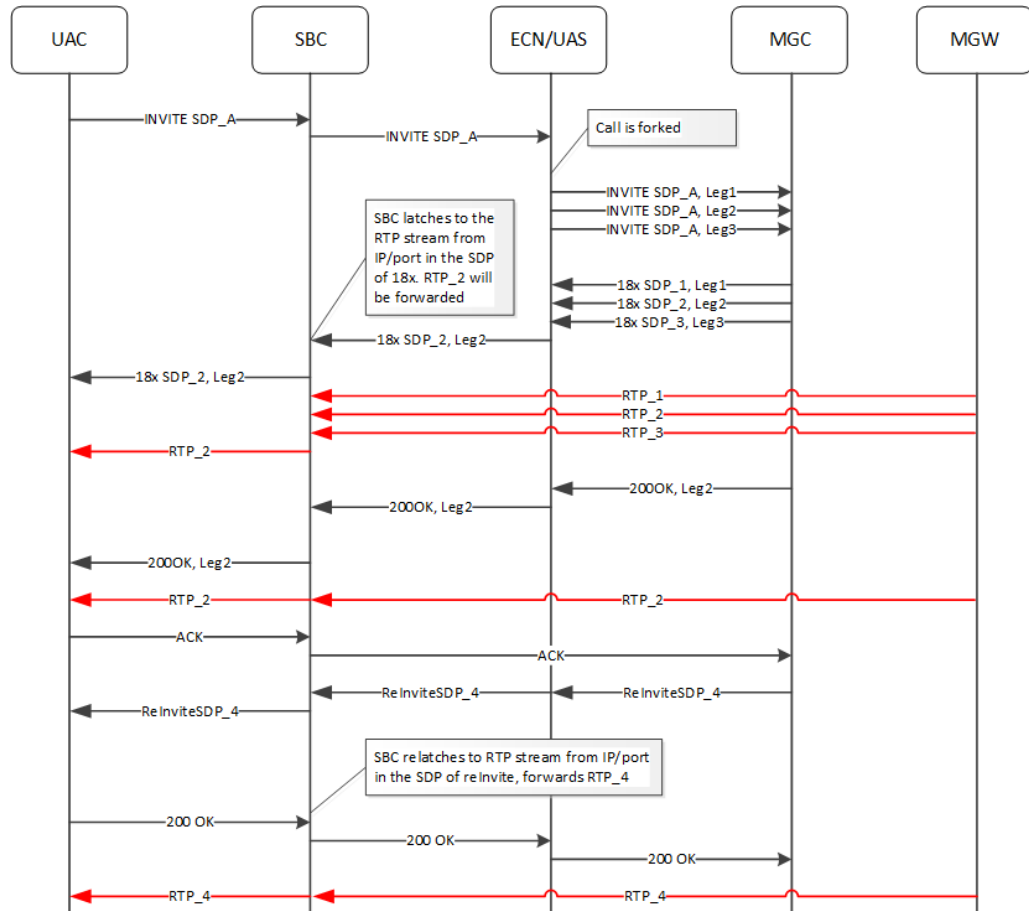 UAC
SBC
ECN/UAS
MGC
MGW
INVITE SDP_A
INVITE SDP_A
Call is forked
INVITE SDP_A, Leg1
INVITE SDP_A, Leg2
INVITE SDP_A, Leg3
SBC latches to the
RTP stream from
IP/port in the SDP
of 18x. RTP_2 will
be forwarded
18x SDP_1, Leg1
18x SDP_2, Leg2
18x SDP_3, Leg3
18x SDP_2, Leg2
18x SDP_2, Leg2
RTP_1
RTP_2
RTP_3
RTP_2
200OK, Leg2
200OK, Leg2
200OK, Leg2
RTP_2
RTP_2
ACK
ACK
ReInviteSDP_4
ReInviteSDP_4
ReInviteSDP_4
SBC relatches to RTP stream from IP/port
in the SDP of reInvite, forwards RTP_4
200 OK
200 OK
200 OK
RTP_4
RTP_4